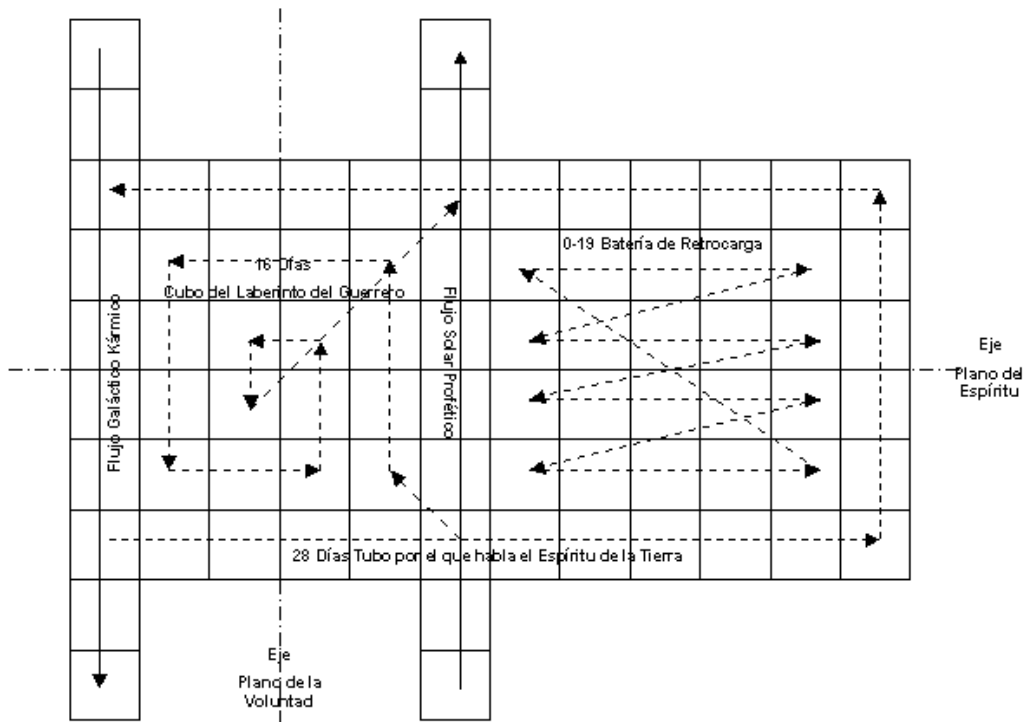 0-19 Batería de Retrocarga
16 Días
Cubo del Laberinto del Guerrero
Flujo Galáctico Kármico
Flujo Solar Profético
Eje
Plano del
Espíritu
28 Días Tubo por el que habla el Espíritu de la Tierra
Eje
Plano de la
Voluntad